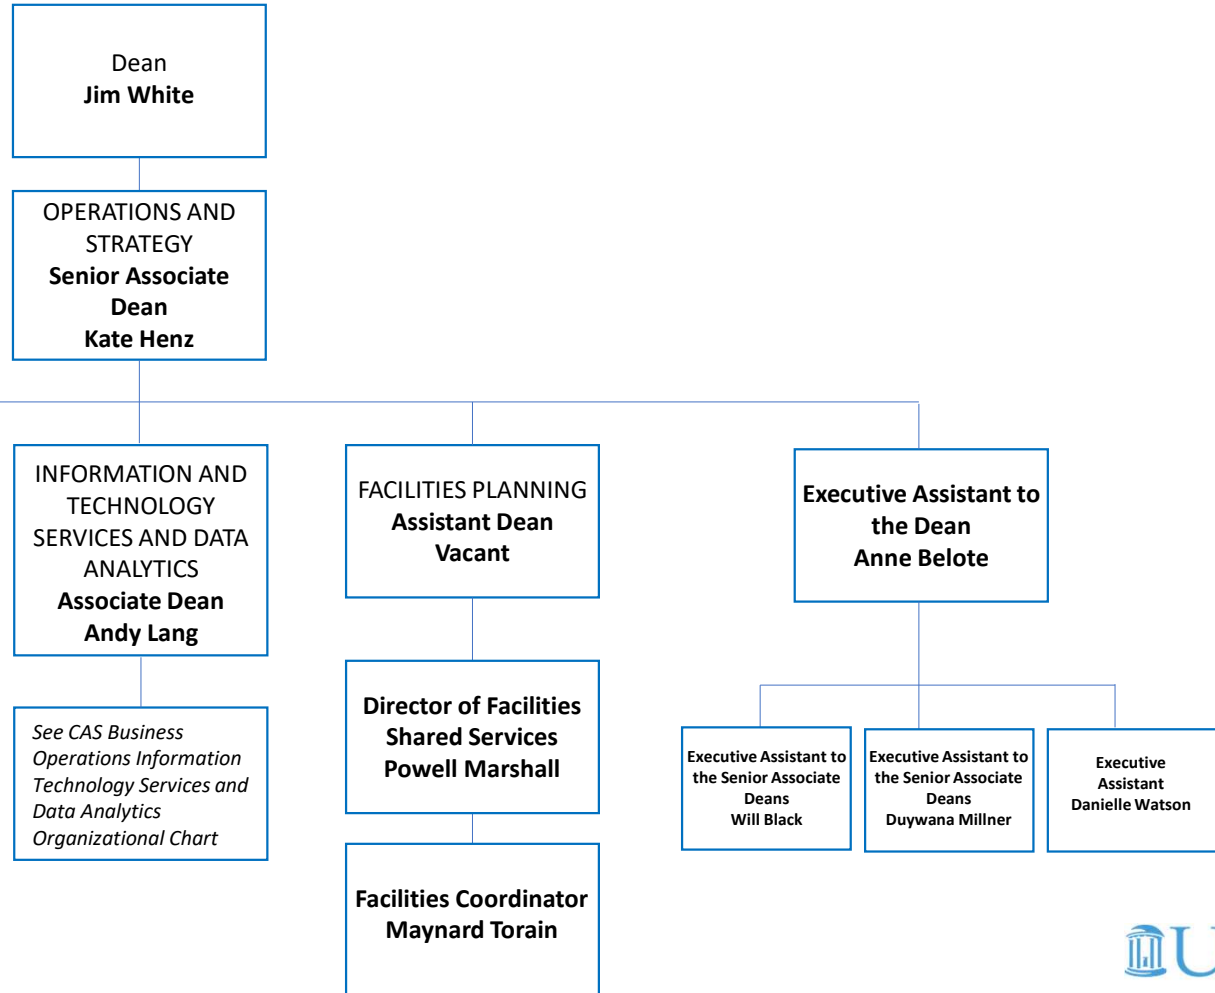 Dean
Jim White
OPERATIONS AND
STRATEGY
Senior Associate
Dean
Kate Henz
INFORMATION AND
TECHNOLOGY
SERVICES AND DATA
ANALYTICS
Associate Dean
Andy Lang
FACILITIES PLANNING
Assistant Dean
Vacant
Executive Assistant to
the Dean
Anne Belote
See CAS Business
Operations Information
Technology Services and
Data Analytics
Organizational Chart
Director of Facilities
Shared Services
Powell Marshall
Executive Assistant to
the Senior Associate
Deans
Will Black
Executive Assistant to
the Senior Associate
Deans
Duywana Millner
Executive
Assistant
Danielle Watson
Facilities Coordinator
Maynard Torain
U